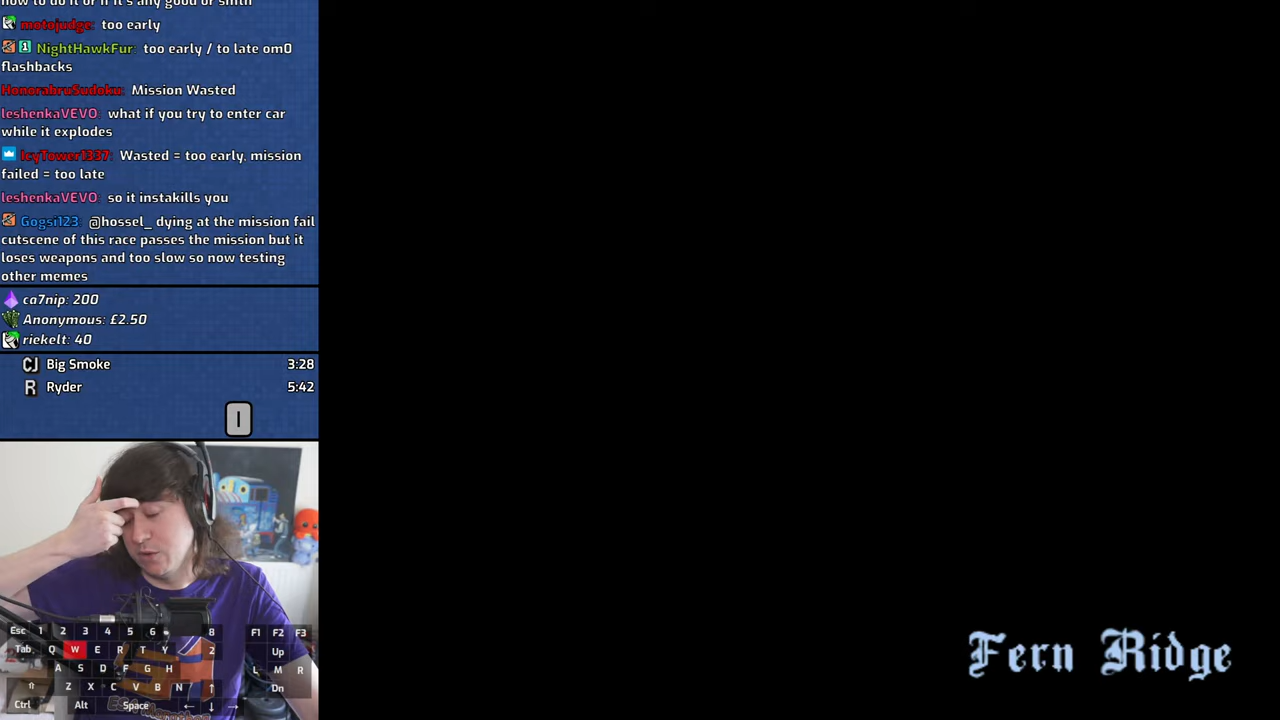 how to do it or if it's any good or smth
motojudge: too early
NightHawkFur: too early / to late om0
flashbacks
HonorabruSudoku: Mission Wasted
leshenkaVEVO: what if you try to enter car
while it explodes
IcyTower1337: Wasted = too early, mission
failed = too late
leshenkaVEVO: so it instakills you
Gogsi123: @hossel_ dying at the mission fail
cutscene of this race passes the mission but it
loses weapons and too slow so now testing
other memes
ca7nip: 200
Anonymous: £2.50
riekelt: 40
CJ Big Smoke 3:28
R Ryder 5:42
I
Esc 1 2 3 4 5 6 8 F1 F2 F3
Tab Q W E R T Y 2 Up
A S D F G H L M R
⇧ Z X C V B N ↑ Dn
Ctrl Alt Space ← ↓ →
Fern Ridge